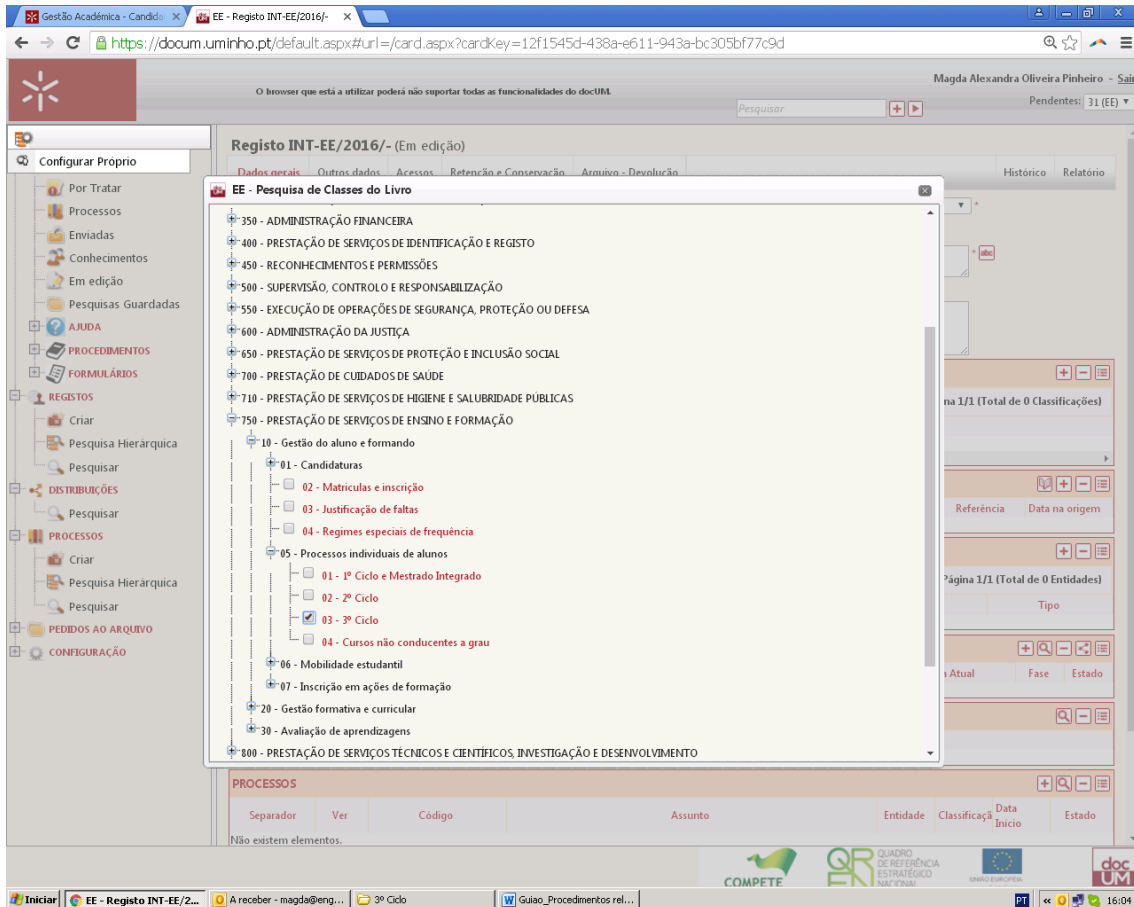 Gestão Académica - Candida
EE - Registo INT-EE/2016/-
https://docum.uminho.pt/default.aspx#url=/card.aspx?cardKey=12f1545d-438a-e611-943a-bc305bf77c9d
O browser que está a utilizar poderá não suportar todas as funcionalidades do docUM.
Magda Alexandra Oliveira Pinheiro - Sair
Pesquisar
Pendentes: 31 (EE)
Configurar Próprio
Por Tratar
Processos
Enviadas
Conhecimentos
Em edição
Pesquisas Guardadas
AJUDA
PROCEDIMENTOS
FORMULÁRIOS
REGISTOS
Criar
Pesquisa Hierárquica
Pesquisar
DISTRIBUIÇÕES
Pesquisar
PROCESSOS
Criar
Pesquisa Hierárquica
Pesquisar
PEDIDOS AO ARQUIVO
CONFIGURAÇÃO
Registo INT-EE/2016/- (Em edição)
Dados gerais Outros dados Acessos Retenção e Conservação Arquivo - Devolução Histórico Relatório
EE - Pesquisa de Classes do Livro
350 - ADMINISTRAÇÃO FINANCEIRA
400 - PRESTAÇÃO DE SERVIÇOS DE IDENTIFICAÇÃO E REGISTO
450 - RECONHECIMENTOS E PERMISSÕES
500 - SUPERVISÃO, CONTROLO E RESPONSABILIZAÇÃO
550 - EXECUÇÃO DE OPERAÇÕES DE SEGURANÇA, PROTEÇÃO OU DEFESA
600 - ADMINISTRAÇÃO DA JUSTIÇA
650 - PRESTAÇÃO DE SERVIÇOS DE PROTEÇÃO E INCLUSÃO SOCIAL
700 - PRESTAÇÃO DE CUIDADOS DE SAÚDE
710 - PRESTAÇÃO DE SERVIÇOS DE HIGIENE E SALUBRIDADE PÚBLICAS
750 - PRESTAÇÃO DE SERVIÇOS DE ENSINO E FORMAÇÃO
10 - Gestão do aluno e formando
01 - Candidaturas
02 - Matriculas e inscrição
03 - Justificação de faltas
04 - Regimes especiais de frequência
05 - Processos individuais de alunos
01 - 1º Ciclo e Mestrado Integrado
02 - 2º Ciclo
03 - 3º Ciclo
04 - Cursos não conducentes a grau
06 - Mobilidade estudantil
07 - Inscrição em ações de formação
20 - Gestão formativa e curricular
30 - Avaliação de aprendizagens
800 - PRESTAÇÃO DE SERVIÇOS TÉCNICOS E CIENTÍFICOS, INVESTIGAÇÃO E DESENVOLVIMENTO
* abc
na 1/1 (Total de 0 Classificações)
Referência Data na origem
Página 1/1 (Total de 0 Entidades)
Tipo
Atual Fase Estado
PROCESSOS
Separador Ver Código Assunto Entidade Classificaçã Data Início Estado
Não existem elementos.
COMPETE
QREN
QUADRO
DE REFERÊNCIA
ESTRATÉGICO
NACIONAL
UNIÃO EUROPEIA
doc
UM
Iniciar EE - Registo INT-EE/2... A receber - magda@eng... 3º Ciclo Guiao_Procedimentos rel... PT 16:04